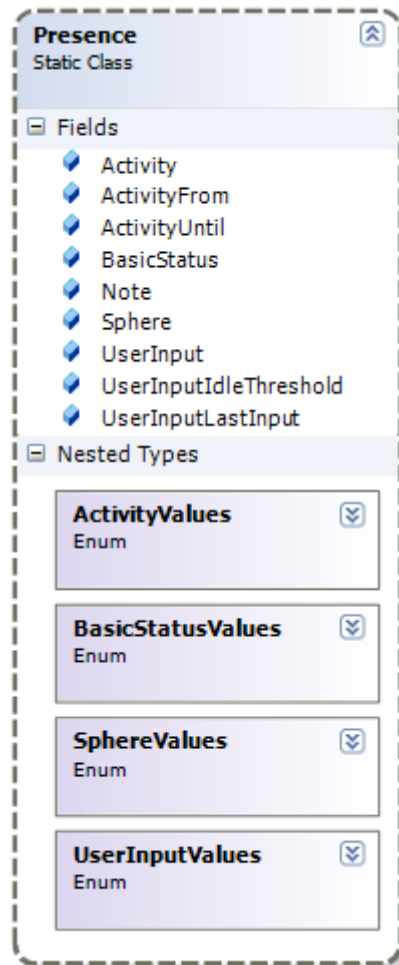 Presence
Static Class
Fields
Activity
ActivityFrom
ActivityUntil
BasicStatus
Note
Sphere
UserInput
UserInputIdleThreshold
UserInputLastInput
Nested Types
ActivityValues
Enum
BasicStatusValues
Enum
SphereValues
Enum
UserInputValues
Enum